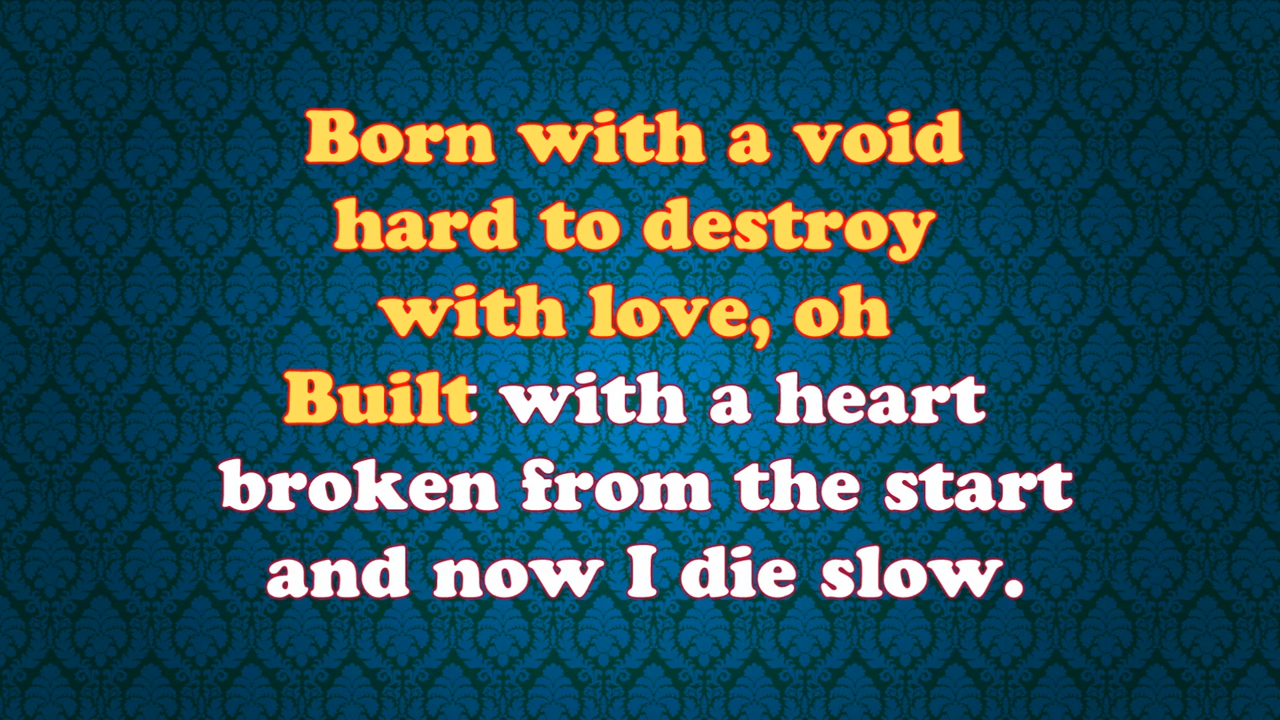 Born with a void
hard to destroy
with love, oh
Built with a heart
broken from the start
and now I die slow.